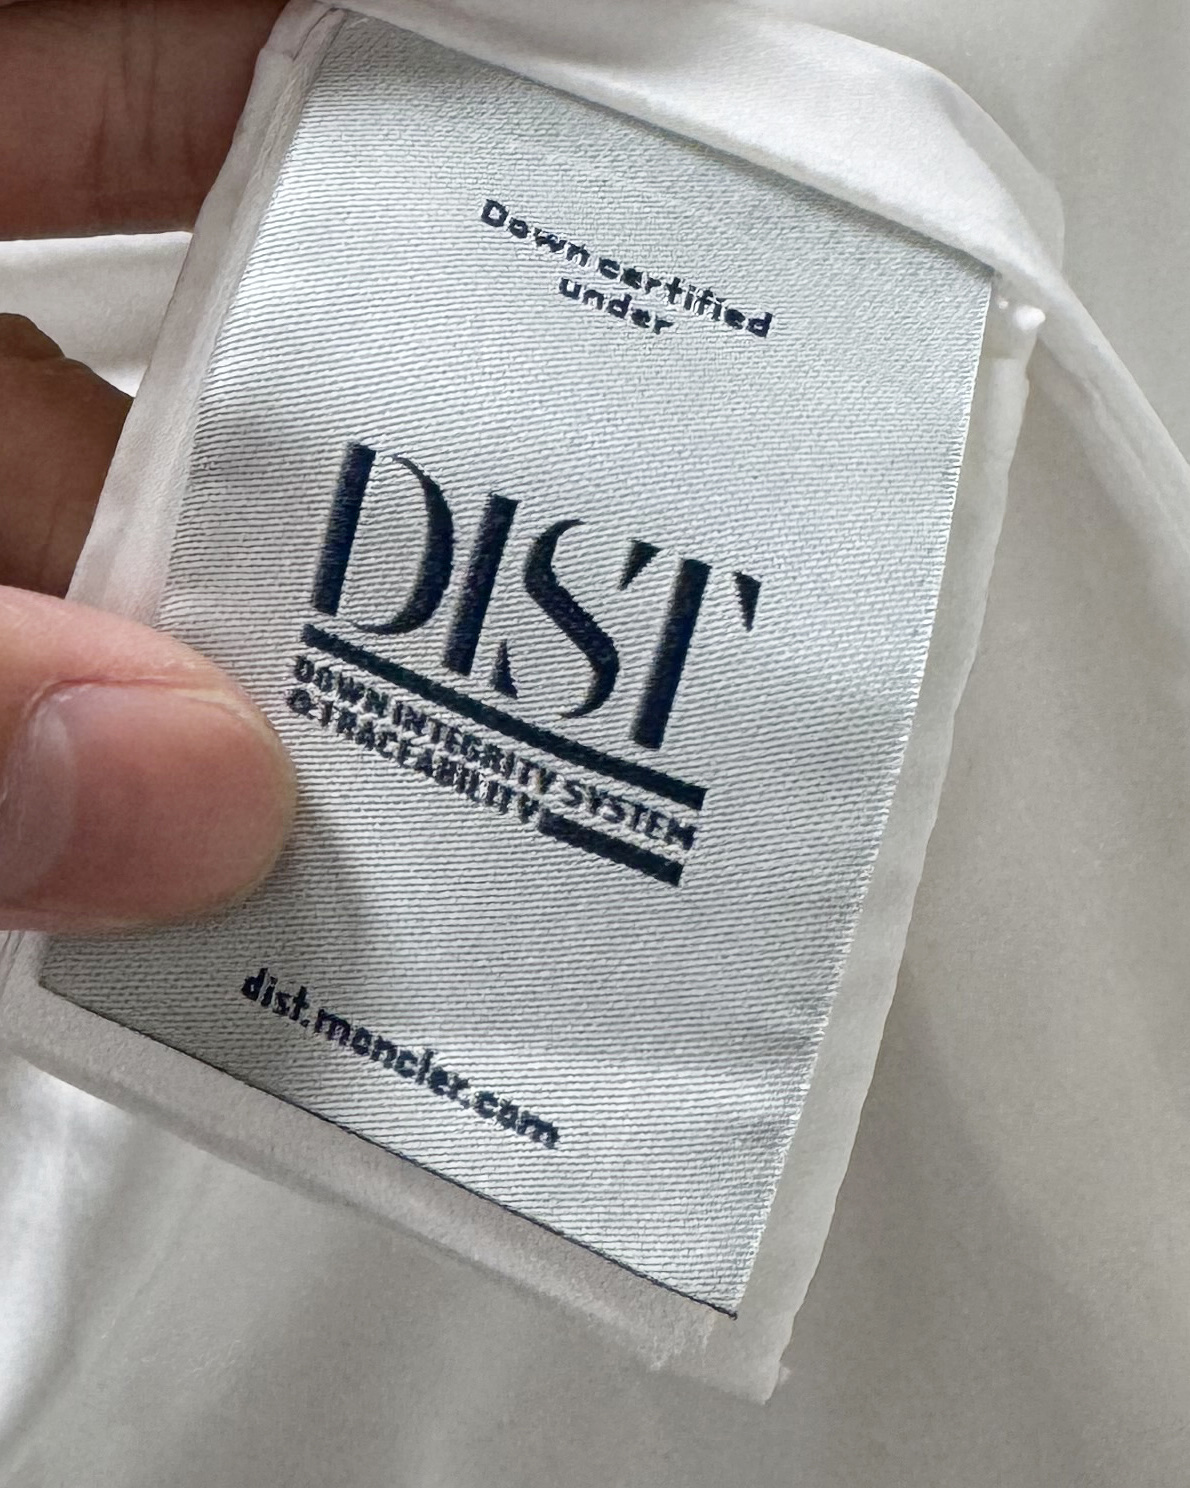 Down certified
under
DIST
DOWN INTEGRITY SYSTEM
& TRACEABILITY
dist.moncler.com